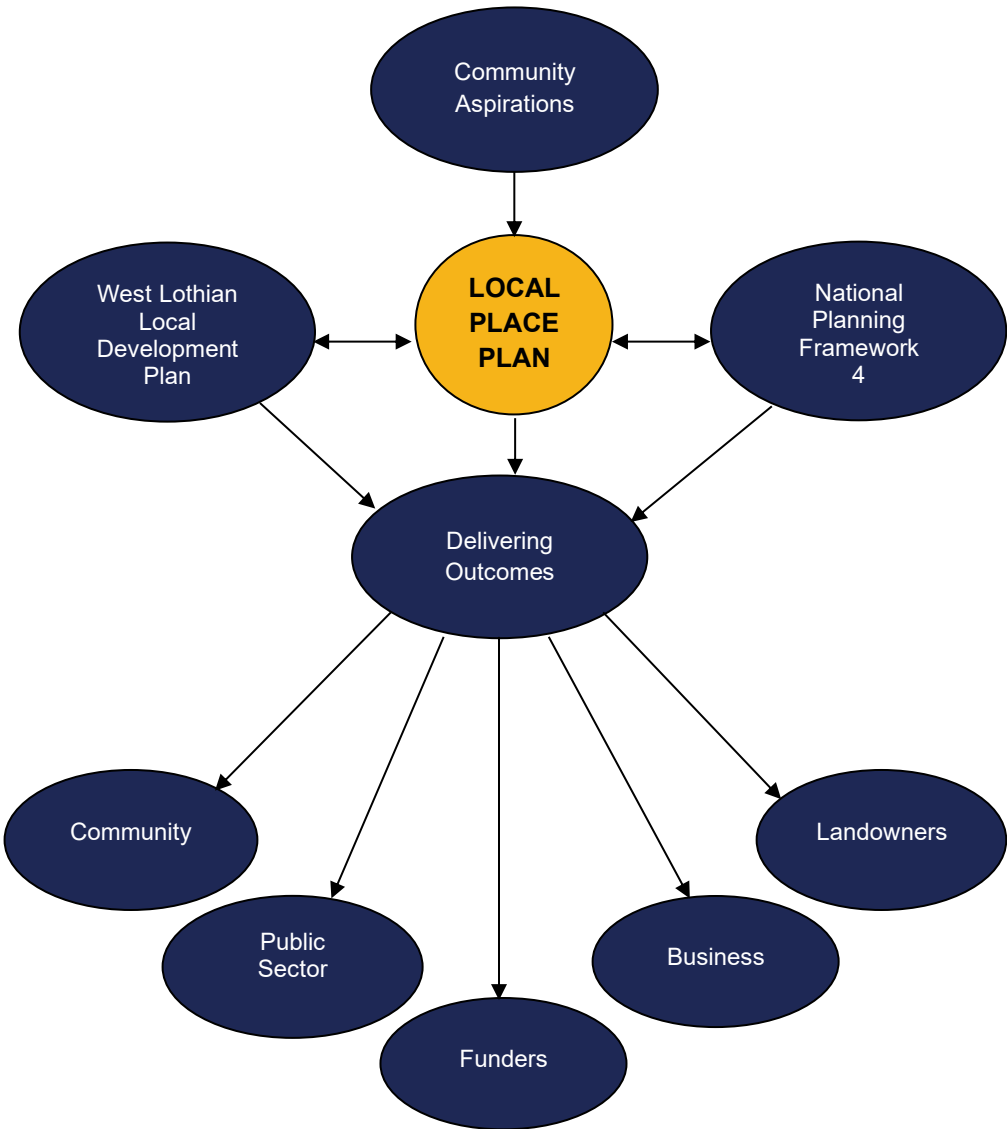 Community
Aspirations
West Lothian
Local
Development
Plan
LOCAL
PLACE
PLAN
National
Planning
Framework
4
Delivering
Outcomes
Community
Landowners
Public
Sector
Business
Funders